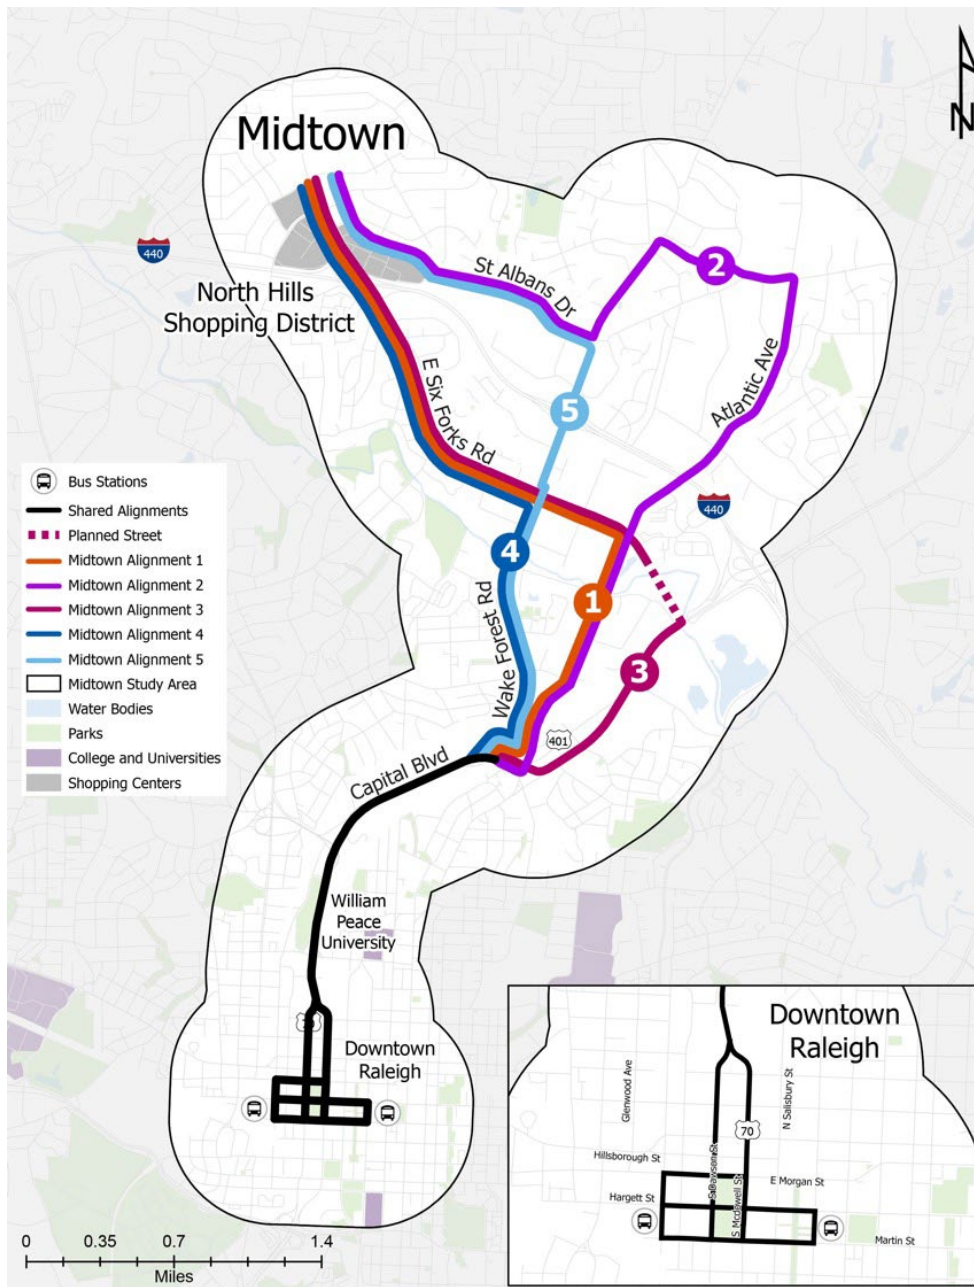 N
Midtown
440
North Hills
Shopping District
St Albans Dr
2
Atlantic Ave
E Six Forks Rd
5
440
4
1
Wake Forest Rd
3
401
Capital Blvd
Bus Stations
Shared Alignments
Planned Street
Midtown Alignment 1
Midtown Alignment 2
Midtown Alignment 3
Midtown Alignment 4
Midtown Alignment 5
Midtown Study Area
Water Bodies
Parks
College and Universities
Shopping Centers
William
Peace
University
Downtown
Raleigh
0 0.35 0.7 1.4
Miles
Downtown
Raleigh
Glenwood Ave
N Salisbury St
70
Hillsborough St
S Dawson St
S Mcdowell St
E Morgan St
Hargett St
Martin St